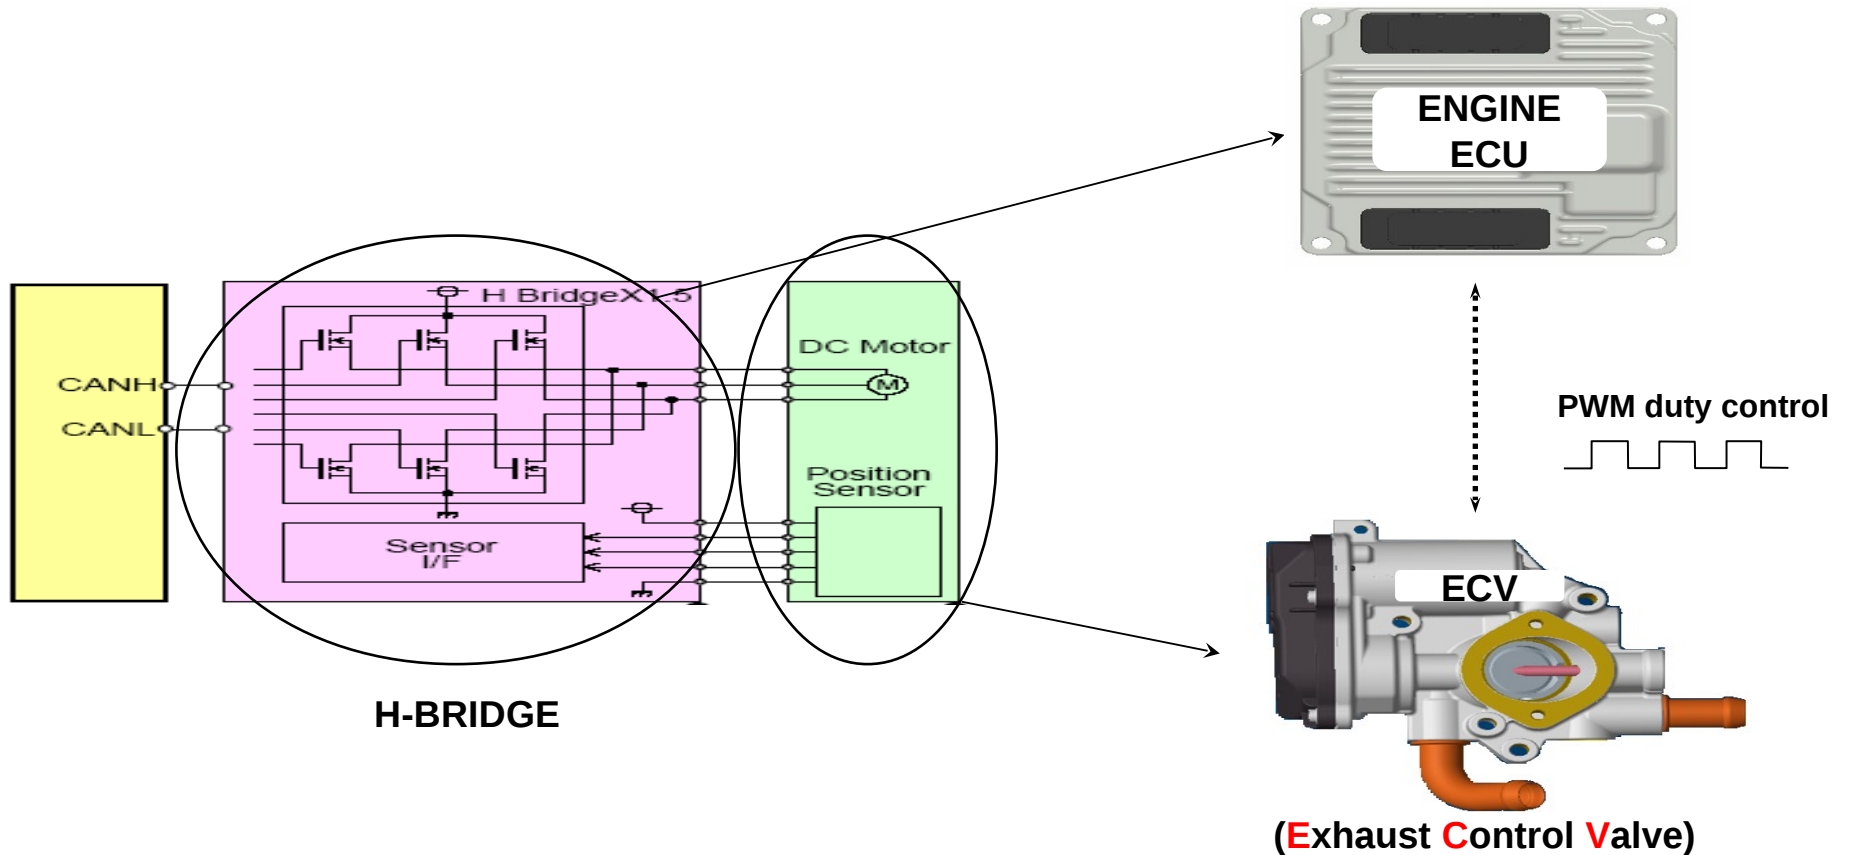 ENGINE
ECU
H BridgeX1.5
DC Motor
M
CANH
CANL
PWM duty control
Position
Sensor
Sensor
I/F
ECV
H-BRIDGE
(Exhaust Control Valve)